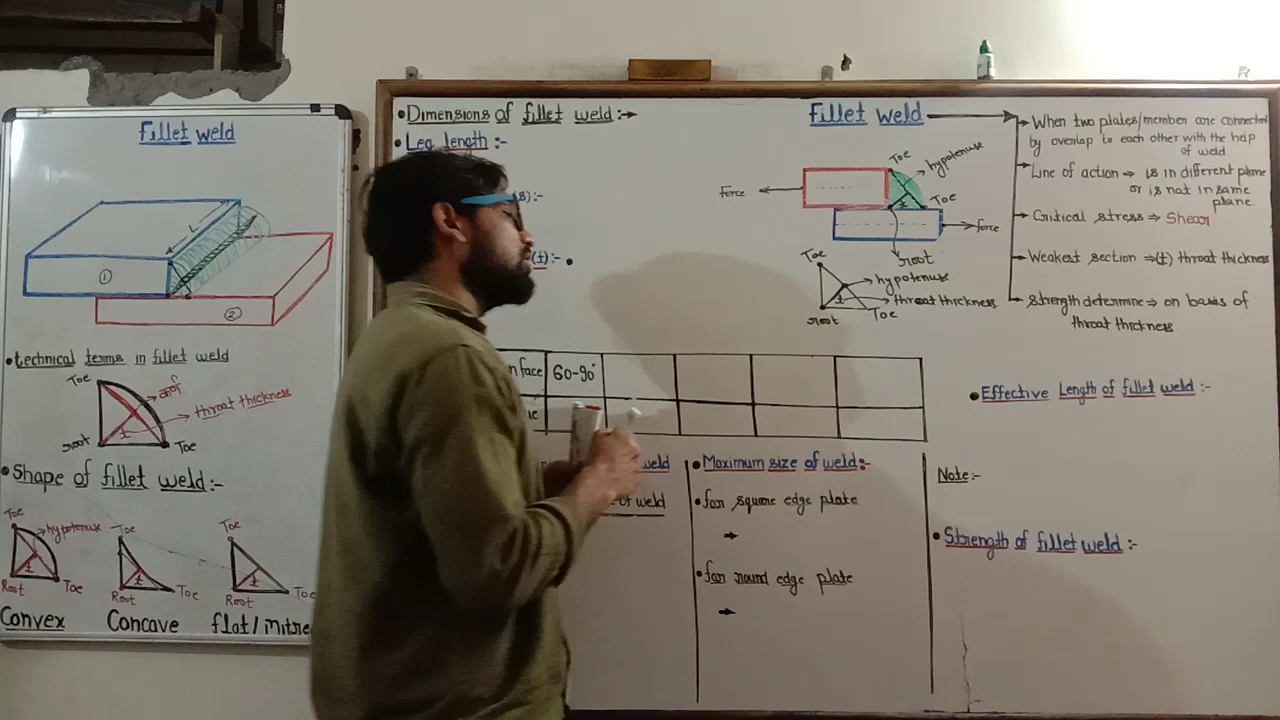 Fillet weld
L
①
②
•technical terms in fillet weld
Toe
throat thickness
t
root
Toe
•Shape of fillet weld:-
Toe
hypotenuse
t
Root
Toe
Convex
Toe
t
Root
Toe
Concave
Toe
t
Root
Toe
flat/mitre
•Dimensions of fillet weld:→
•Leg length:-
(s):-
(t):- •
n face
60-90°
ue
weld
of weld
•Maximum size of weld:-
•for square edge plate
→
•for round edge plate
→
Fillet weld
Toe
hypotenuse
Toe
t
Force
force
root
Toe
hypotenuse
throat thickness
t
root
Toe
→When two plates/member are connected
by overlap to each other with the help
of weld
→Line of action → is in different plane
or is not in same
plane
→Critical stress ⇒ Shear
→Weakest section ⇒(t) throat thickness
→Strength determine ⇒ on basis of
throat thickness
•Effective Length of fillet weld:-
Note:-
•Strength of fillet weld:-